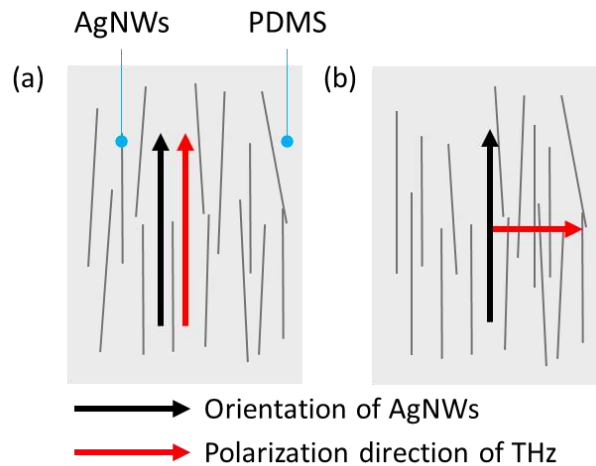 AgNWs PDMS
(a) (b)
Orientation of AgNWs
Polarization direction of THz